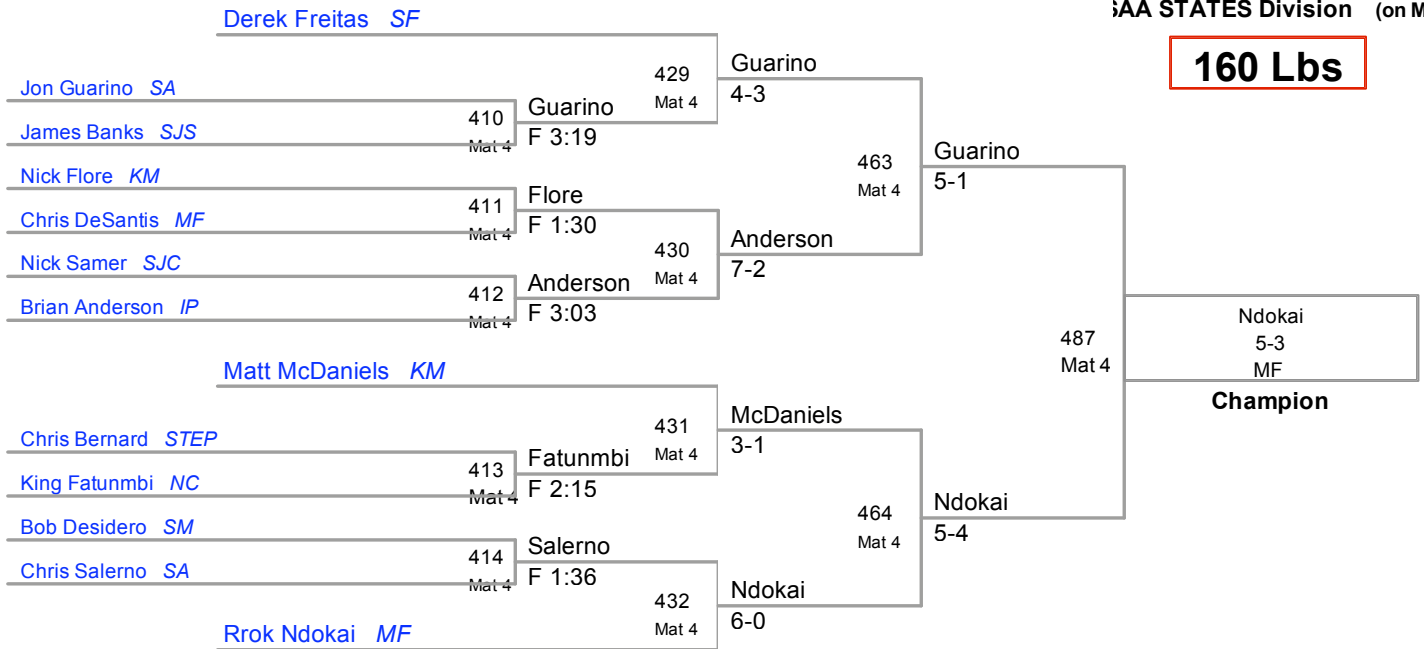 SAA STATES Division (on M
160 Lbs
Derek Freitas SF
Jon Guarino SA
James Banks SJS
410
Mat 4
Guarino
F 3:19
429
Mat 4
Guarino
4-3
Nick Flore KM
Chris DeSantis MF
411
Mat 4
Flore
F 1:30
Nick Samer SJC
Brian Anderson IP
412
Mat 4
Anderson
F 3:03
430
Mat 4
Anderson
7-2
463
Mat 4
Guarino
5-1
Matt McDaniels KM
Chris Bernard STEP
King Fatunmbi NC
413
Mat 4
Fatunmbi
F 2:15
431
Mat 4
McDaniels
3-1
Bob Desidero SM
Chris Salerno SA
414
Mat 4
Salerno
F 1:36
Rrok Ndokai MF
432
Mat 4
Ndokai
6-0
464
Mat 4
Ndokai
5-4
487
Mat 4
Ndokai
5-3
MF
Champion